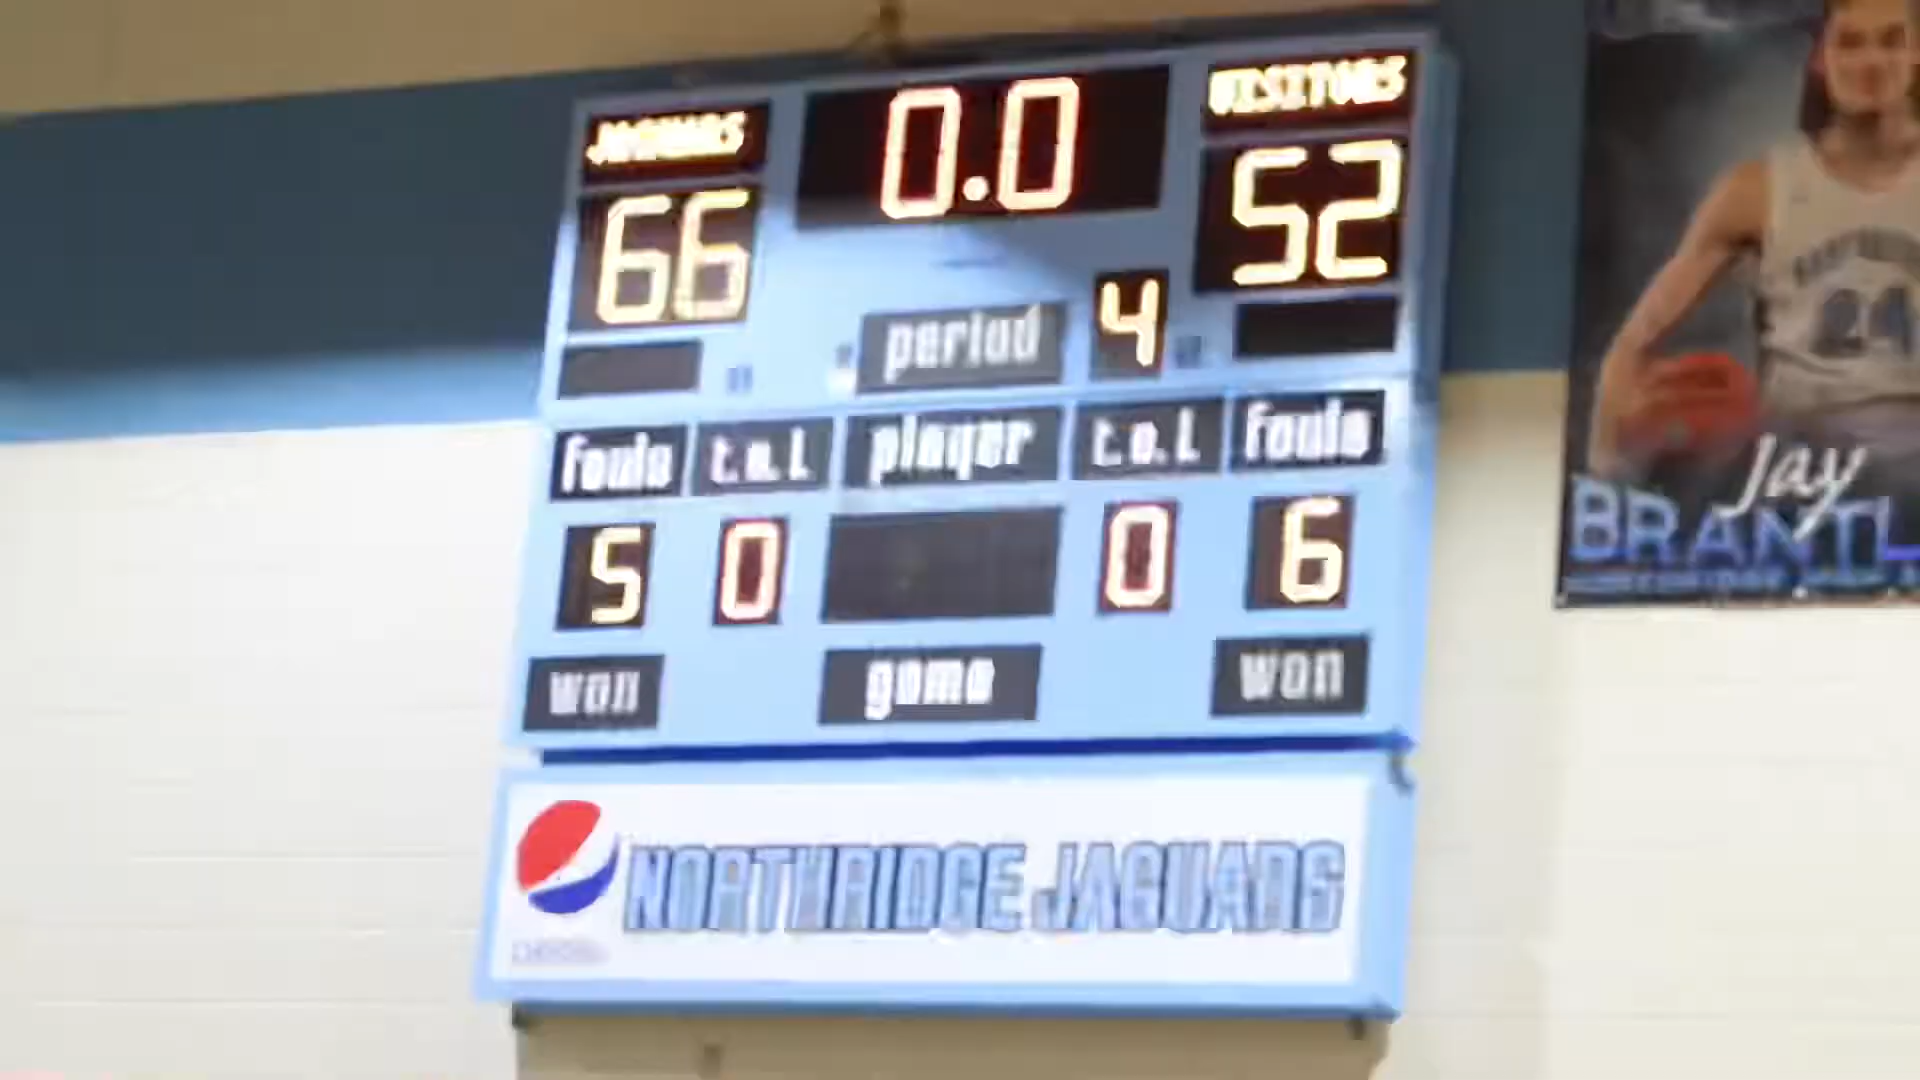 JAGUARS 0.0 VISITORS
66 52
period 4
fouls t.o.l player t.o.l fouls
5 0 0 6
won game won
NORTHRIDGE JAGUARS
Jay
BRANTL
24